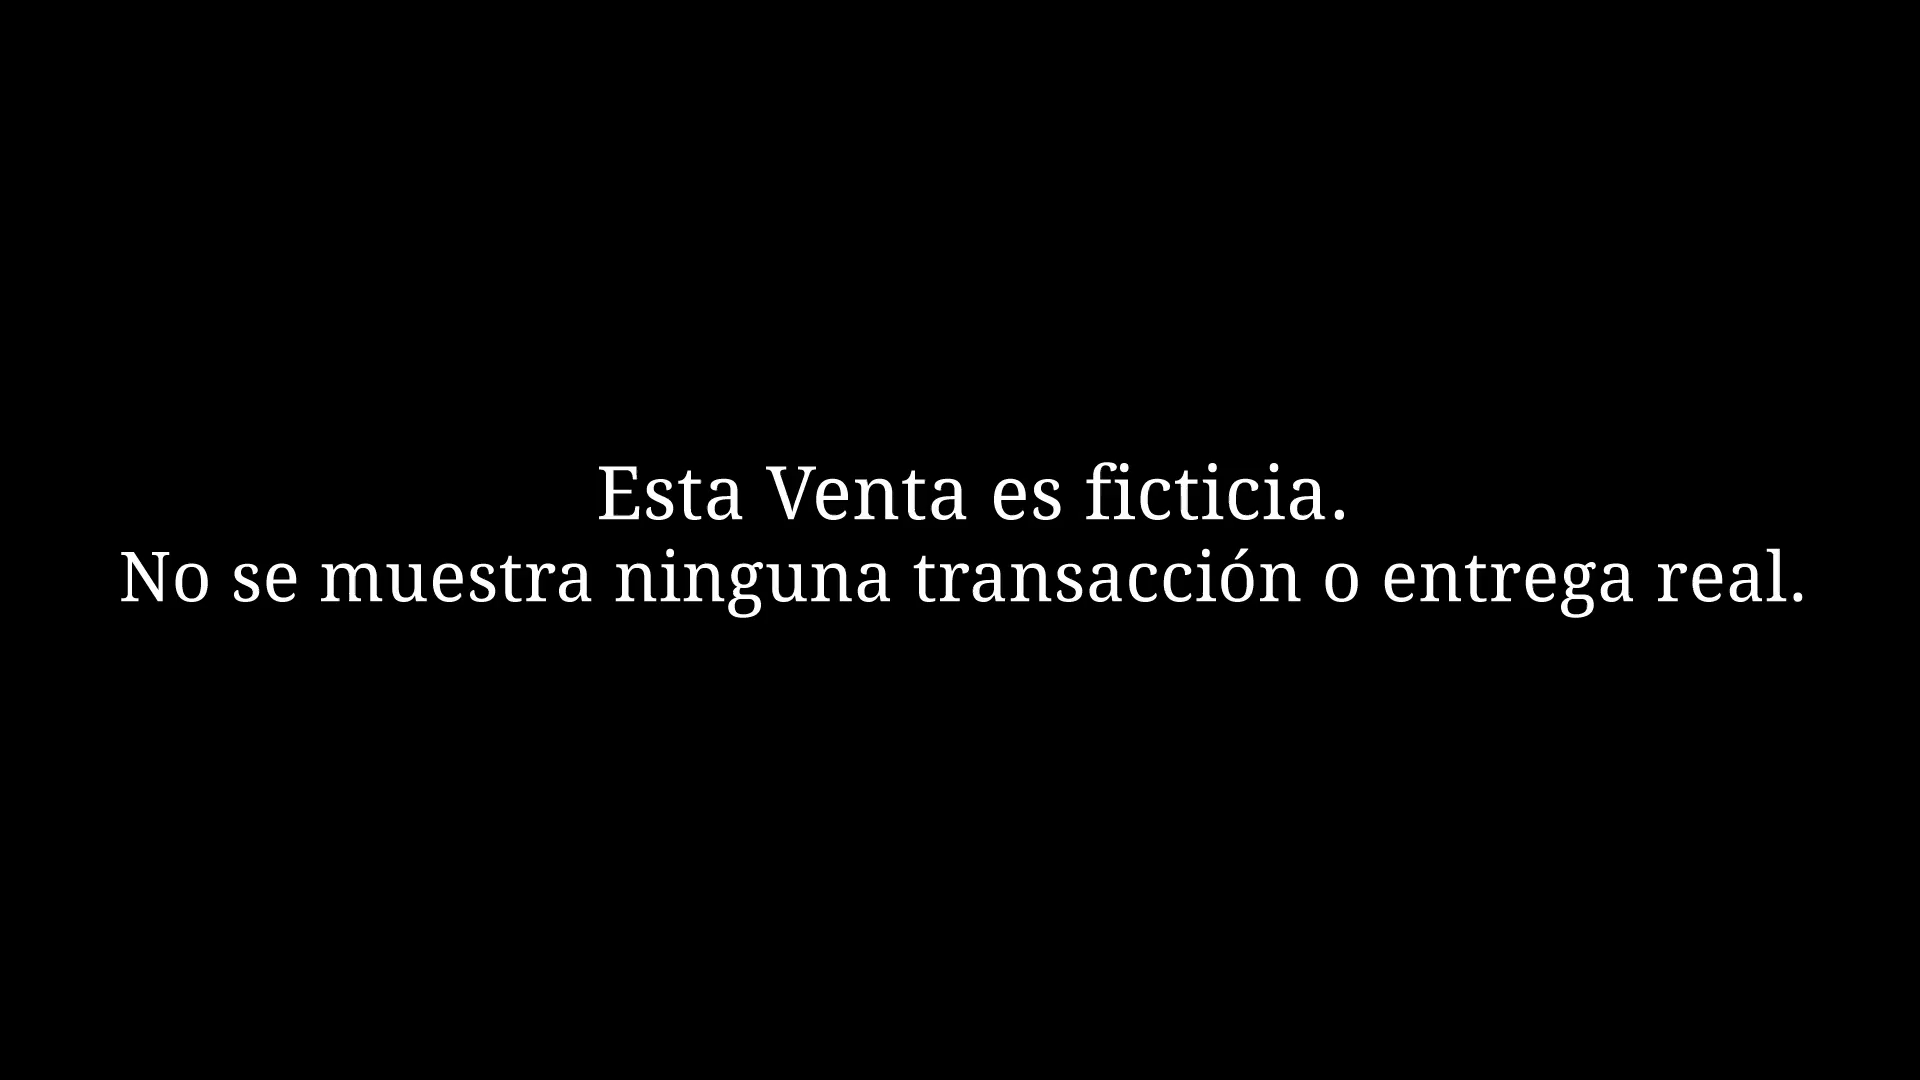 Esta Venta es ficticia.
No se muestra ninguna transacción o entrega real.